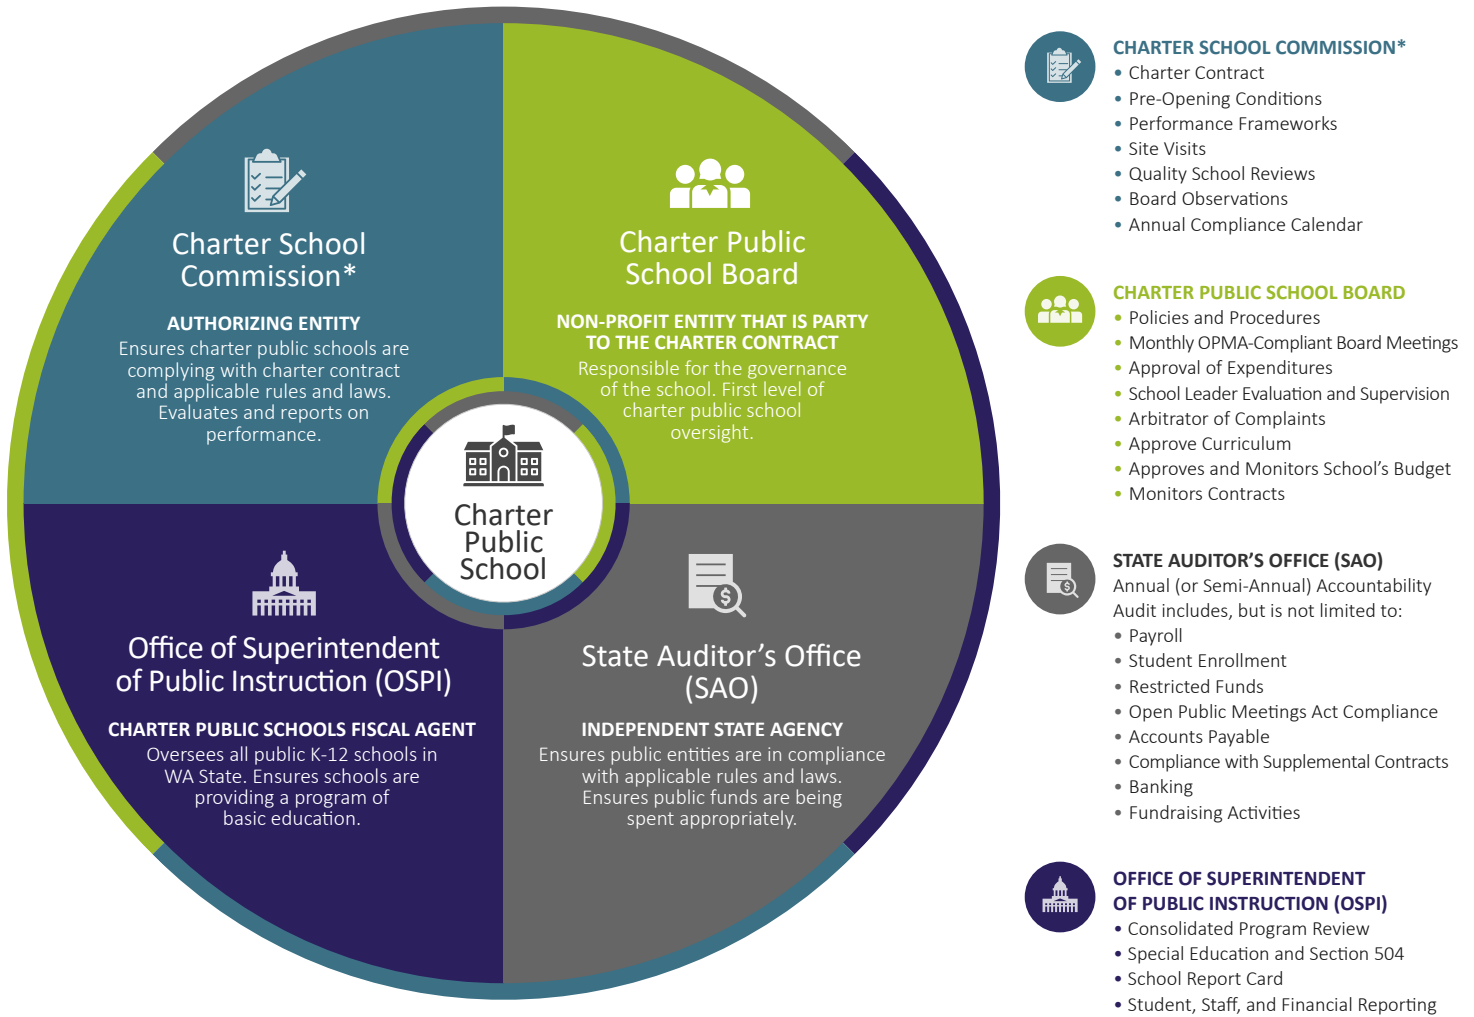 Charter School
Commission*
AUTHORIZING ENTITY
Ensures charter public schools are
complying with charter contract
and applicable rules and laws.
Evaluates and reports on
performance.
Charter Public
School Board
NON-PROFIT ENTITY THAT IS PARTY
TO THE CHARTER CONTRACT
Responsible for the governance
of the school. First level of
charter public school
oversight.
Charter
Public
School
Office of Superintendent
of Public Instruction (OSPI)
CHARTER PUBLIC SCHOOLS FISCAL AGENT
Oversees all public K-12 schools in
WA State. Ensures schools are
providing a program of
basic education.
State Auditor’s Office
(SAO)
INDEPENDENT STATE AGENCY
Ensures public entities are in compliance
with applicable rules and laws.
Ensures public funds are being
spent appropriately.
$
CHARTER SCHOOL COMMISSION*
• Charter Contract
• Pre-Opening Conditions
• Performance Frameworks
• Site Visits
• Quality School Reviews
• Board Observations
• Annual Compliance Calendar
CHARTER PUBLIC SCHOOL BOARD
• Policies and Procedures
• Monthly OPMA-Compliant Board Meetings
• Approval of Expenditures
• School Leader Evaluation and Supervision
• Arbitrator of Complaints
• Approve Curriculum
• Approves and Monitors School’s Budget
• Monitors Contracts
$
STATE AUDITOR’S OFFICE (SAO)
Annual (or Semi-Annual) Accountability
Audit includes, but is not limited to:
• Payroll
• Student Enrollment
• Restricted Funds
• Open Public Meetings Act Compliance
• Accounts Payable
• Compliance with Supplemental Contracts
• Banking
• Fundraising Activities
OFFICE OF SUPERINTENDENT
OF PUBLIC INSTRUCTION (OSPI)
• Consolidated Program Review
• Special Education and Section 504
• School Report Card
• Student, Staff, and Financial Reporting